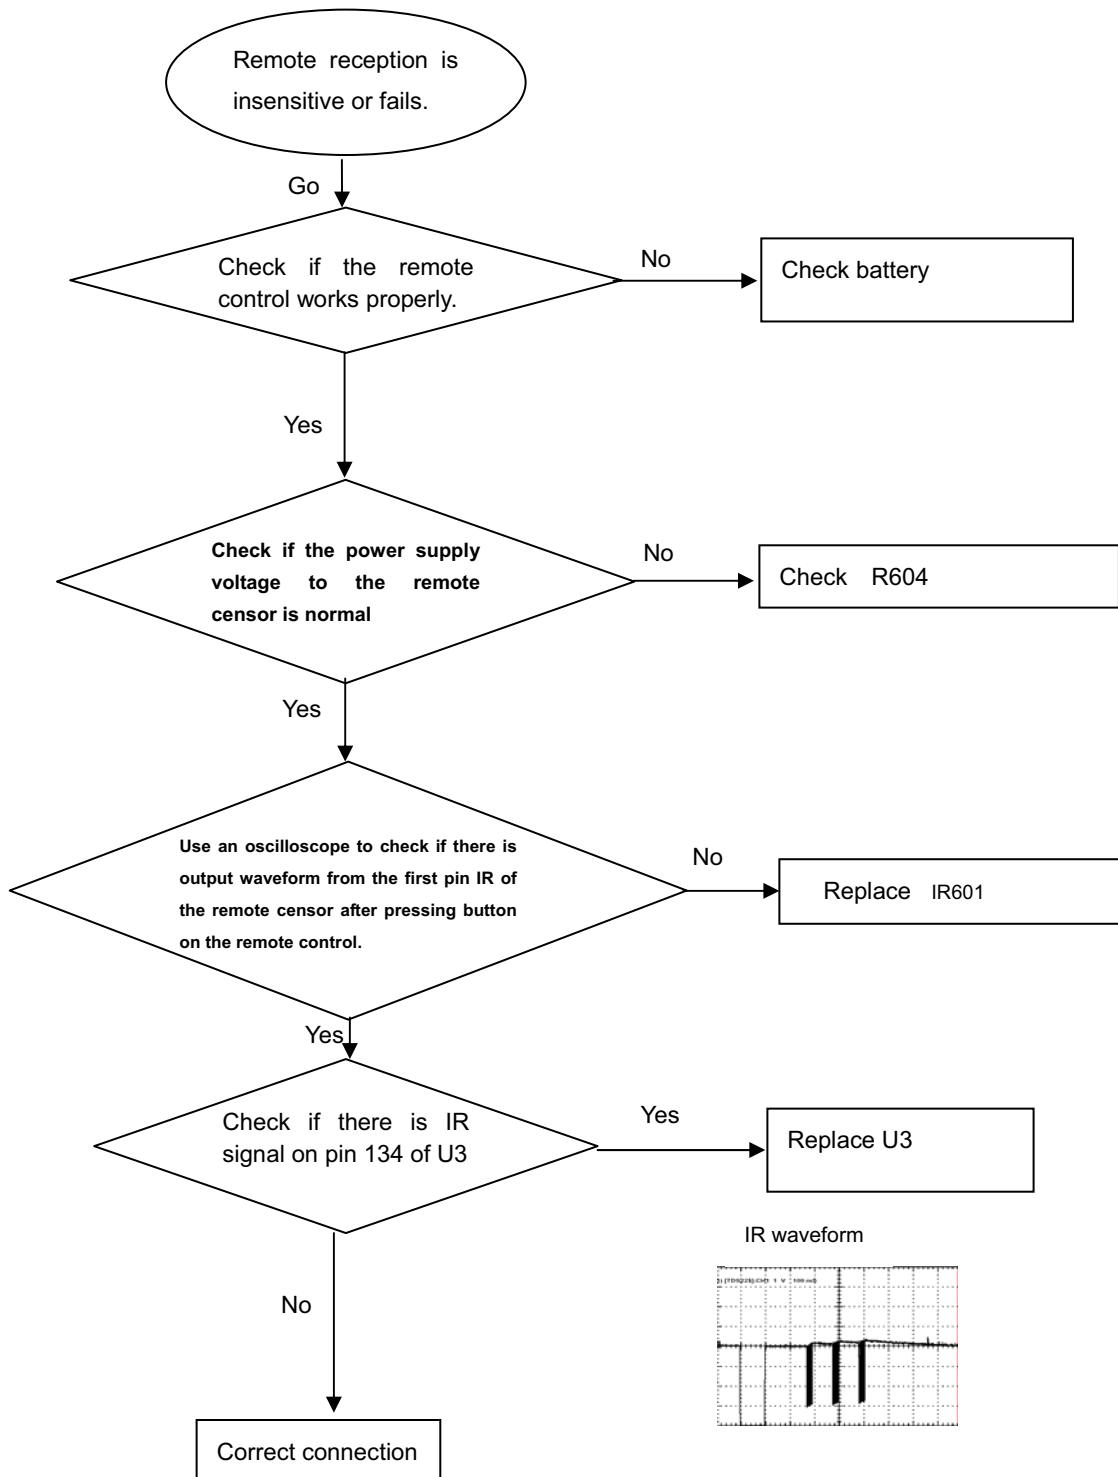 Remote reception is
insensitive or fails.
Go
Check if the remote
control works properly.
No
Check battery
Yes
Check if the power supply
voltage to the remote
censor is normal
No
Check R604
Yes
Use an oscilloscope to check if there is
output waveform from the first pin IR of
the remote censor after pressing button
on the remote control.
No
Replace IR601
Yes
Check if there is IR
signal on pin 134 of U3
Yes
Replace U3
IR waveform
No
Correct connection